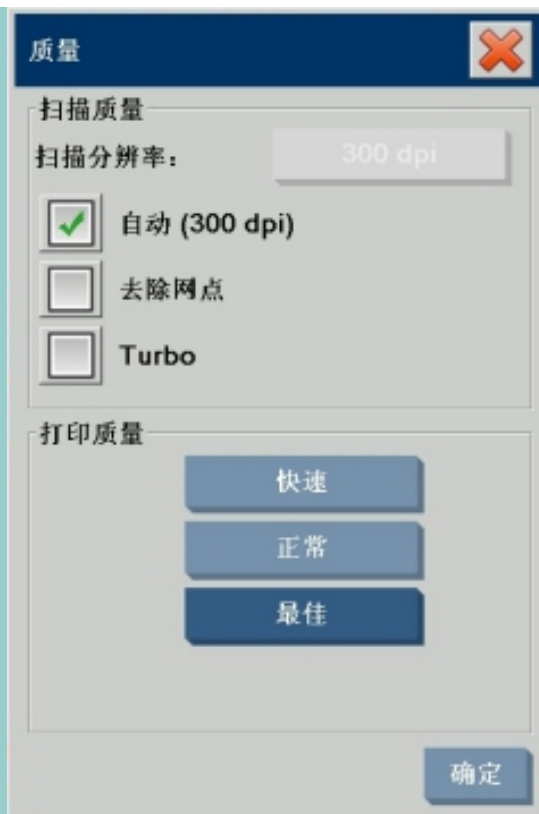 质量
扫描质量
扫描分辨率：
300 dpi
自动 (300 dpi)
去除网点
Turbo
打印质量
快速
正常
最佳
确定